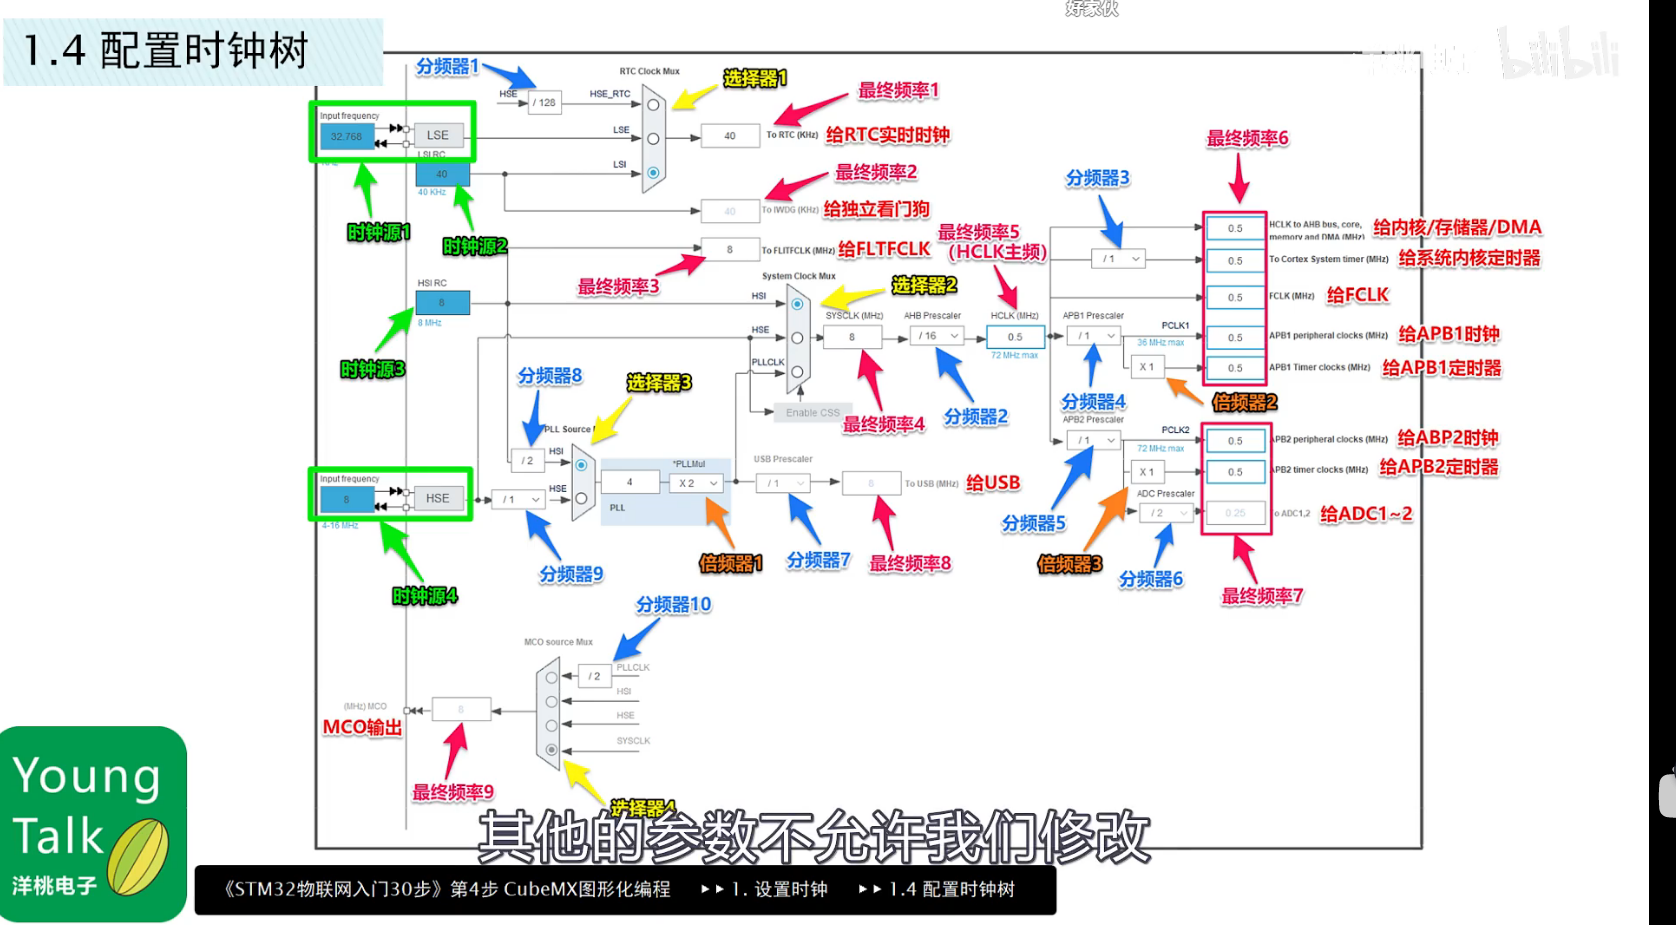 好家伙
1.4 配置时钟树
bilibili
分频器1
RTC Clock Mux
选择器1
HSE
/ 128
HSE_RTC
最终频率1
Input frequency
32.768
LSE
LSE
40
To RTC (KHz)
给RTC实时时钟
最终频率6
LSI RC
40
40 KHz
LSI
最终频率2
分频器3
时钟源1
时钟源2
40
To IWDG (KHz)
给独立看门狗
8
To FLITFCLK (MHz)
给FLTFCLK
最终频率5
(HCLK主频)
0.5
HCLK to AHB bus, core,
memory and DMA (MHz)
给内核/存储器/DMA
/ 1
0.5
To Cortex System timer (MHz)
给系统内核定时器
最终频率3
System Clock Mux
选择器2
HSI RC
8
8 MHz
HSI
0.5
FCLK (MHz)
给FCLK
SYSCLK (MHz)
AHB Prescaler
HCLK (MHz)
APB1 Prescaler
HSE
8
/ 16
0.5
72 MHz max
/ 1
PCLK1
36 MHz max
0.5
APB1 peripheral clocks (MHz)
给APB1时钟
PLLCLK
X 1
0.5
APB1 Timer clocks (MHz)
给APB1定时器
时钟源3
分频器8
选择器3
Enable CSS
最终频率4
分频器2
分频器4
倍频器2
PLL Source
APB2 Prescaler
/ 1
PCLK2
72 MHz max
0.5
APB2 peripheral clocks (MHz)
给ABP2时钟
/ 2
HSI
*PLLMul
USB Prescaler
X 1
0.5
APB2 timer clocks (MHz)
给APB2定时器
Input frequency
8
HSE
4-16 MHz
/ 1
HSE
4
X 2
PLL
/ 1
8
To USB (MHz)
给USB
ADC Prescaler
/ 2
0.25
to ADC1,2
给ADC1~2
分频器5
时钟源4
分频器9
倍频器1
分频器7
最终频率8
倍频器3
分频器6
最终频率7
分频器10
MCO source Mux
/ 2
PLLCLK
HSI
HSE
SYSCLK
(MHz) MCO
8
MCO输出
最终频率9
选择器4
其他的参数不允许我们修改
Young
Talk
洋桃电子
《STM32物联网入门30步》第4步 CubeMX图形化编程 ▸▸ 1. 设置时钟 ▸▸ 1.4 配置时钟树